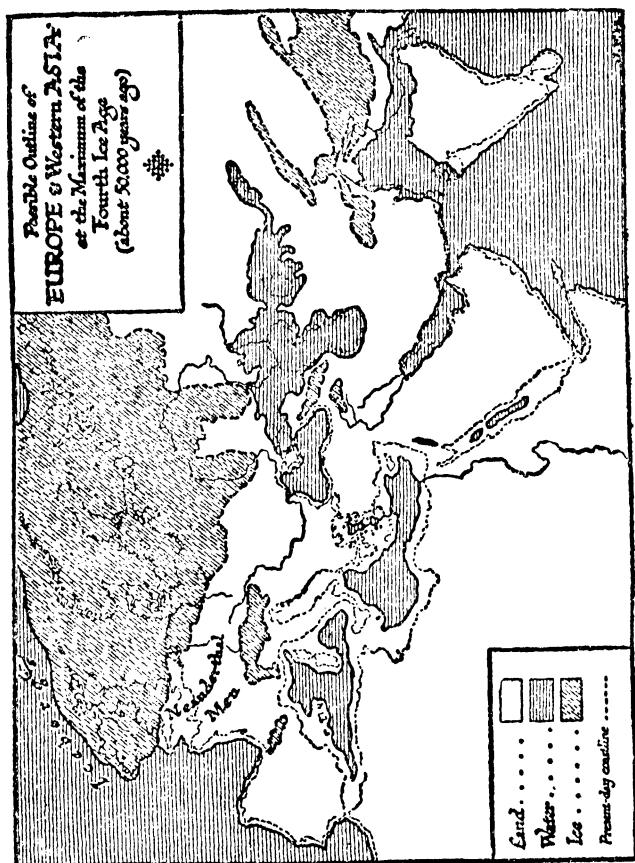 Possible Outline of
EUROPE & Western ASIA
at the Maximum of the
Fourth Ice Age
(about 50,000 years ago)
Neanderthal
Men
Land
Water
Ice
Present-day coastline